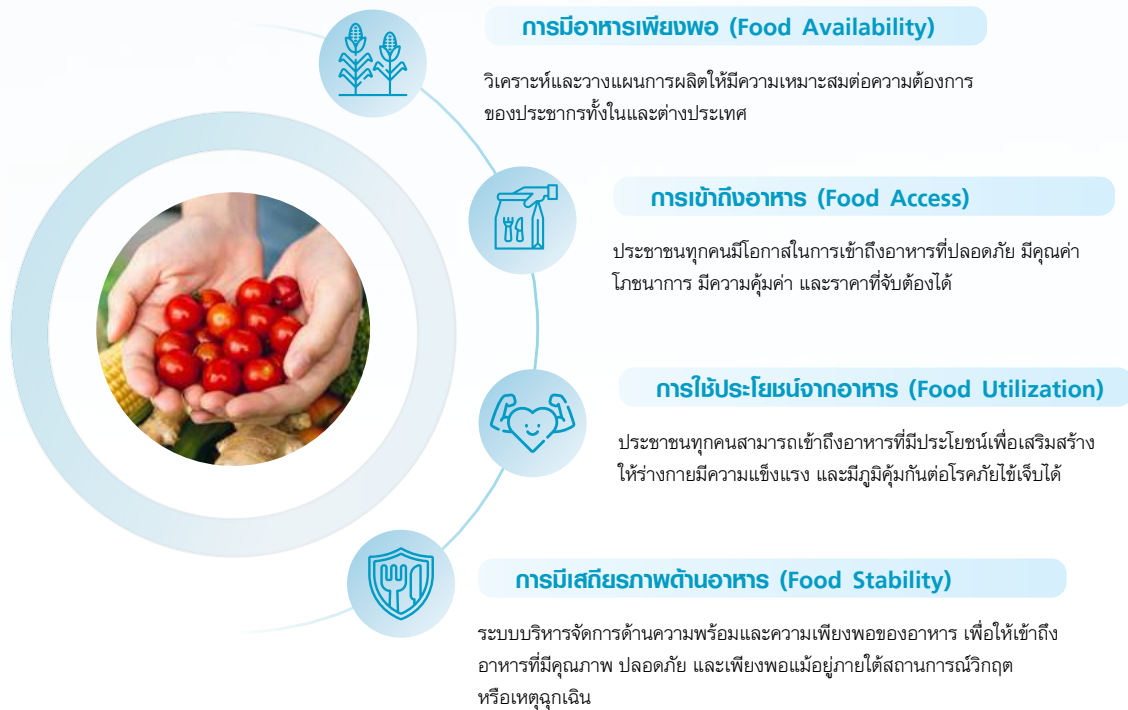 การมีอาหารเพียงพอ (Food Availability)
วิเคราะห์และวางแผนการผลิตให้มีความเหมาะสมต่อความต้องการ
ของประชากรทั้งในและต่างประเทศ
การเข้าถึงอาหาร (Food Access)
ประชาชนทุกคนมีโอกาสในการเข้าถึงอาหารที่ปลอดภัย มีคุณค่า
โภชนาการ มีความคุ้มค่า และราคาที่จับต้องได้
การใช้ประโยชน์จากอาหาร (Food Utilization)
ประชาชนทุกคนสามารถเข้าถึงอาหารที่มีประโยชน์เพื่อเสริมสร้าง
ให้ร่างกายมีความแข็งแรง และมีภูมิคุ้มกันต่อโรคภัยไข้เจ็บได้
การมีเสถียรภาพด้านอาหาร (Food Stability)
ระบบบริหารจัดการด้านความพร้อมและความเพียงพอของอาหาร เพื่อให้เข้าถึง
อาหารที่มีคุณภาพ ปลอดภัย และเพียงพอแม้อยู่ภายใต้สถานการณ์วิกฤต
หรือเหตุฉุกเฉิน